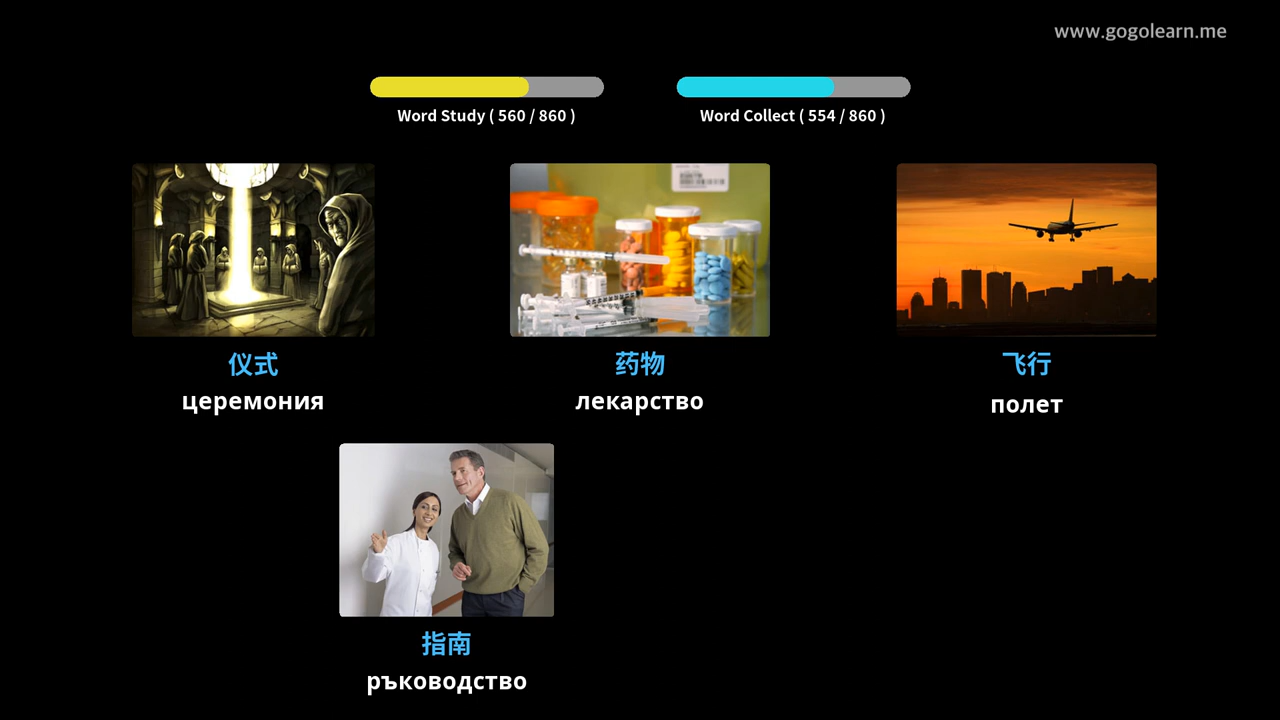 www.gogolearn.me
Word Study ( 560 / 860 )
Word Collect ( 554 / 860 )
仪式
церемония
药物
лекарство
飞行
полет
指南
ръководство